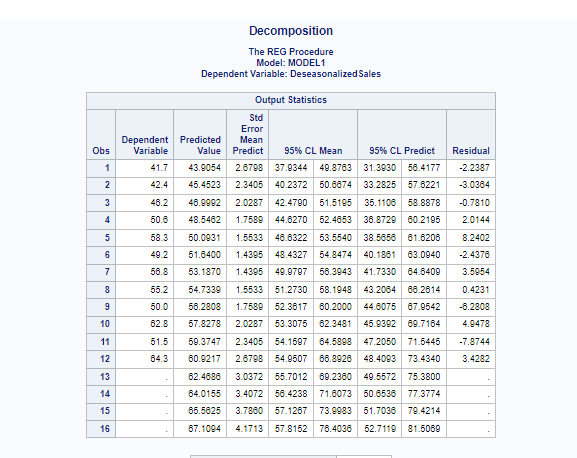 Decomposition
The REG Procedure
Model: MODEL1
Dependent Variable: DeseasonalizedSales
Output Statistics
Obs Dependent Variable Predicted Value Std Error Mean Predict 95% CL Mean 95% CL Predict Residual
1 41.7 43.9054 2.6798 37.9344 49.8763 31.3930 56.4177 -2.2387
2 42.4 45.4523 2.3405 40.2372 50.6674 33.2825 57.6221 -3.0364
3 46.2 46.9992 2.0287 42.4790 51.5195 35.1106 58.8878 -0.7810
4 50.6 48.5462 1.7589 44.6270 52.4653 36.8729 60.2195 2.0144
5 58.3 50.0931 1.5533 46.6322 53.5540 38.5656 61.6206 8.2402
6 49.2 51.6400 1.4395 48.4327 54.8474 40.1861 63.0940 -2.4376
7 56.8 53.1870 1.4395 49.9797 56.3943 41.7330 64.6409 3.5954
8 55.2 54.7339 1.5533 51.2730 58.1948 43.2064 66.2614 0.4231
9 50.0 56.2808 1.7589 52.3617 60.2000 44.6075 67.9542 -6.2808
10 62.8 57.8278 2.0287 53.3075 62.3481 45.9392 69.7164 4.9478
11 51.5 59.3747 2.3405 54.1597 64.5898 47.2050 71.5445 -7.8744
12 64.3 60.9217 2.6798 54.9507 66.8926 48.4093 73.4340 3.4282
13 . 62.4686 3.0372 55.7012 69.2360 49.5572 75.3800 .
14 . 64.0155 3.4072 56.4238 71.6073 50.6536 77.3774 .
15 . 65.5625 3.7860 57.1267 73.9983 51.7036 79.4214 .
16 . 67.1094 4.1713 57.8152 76.4036 52.7119 81.5069 .